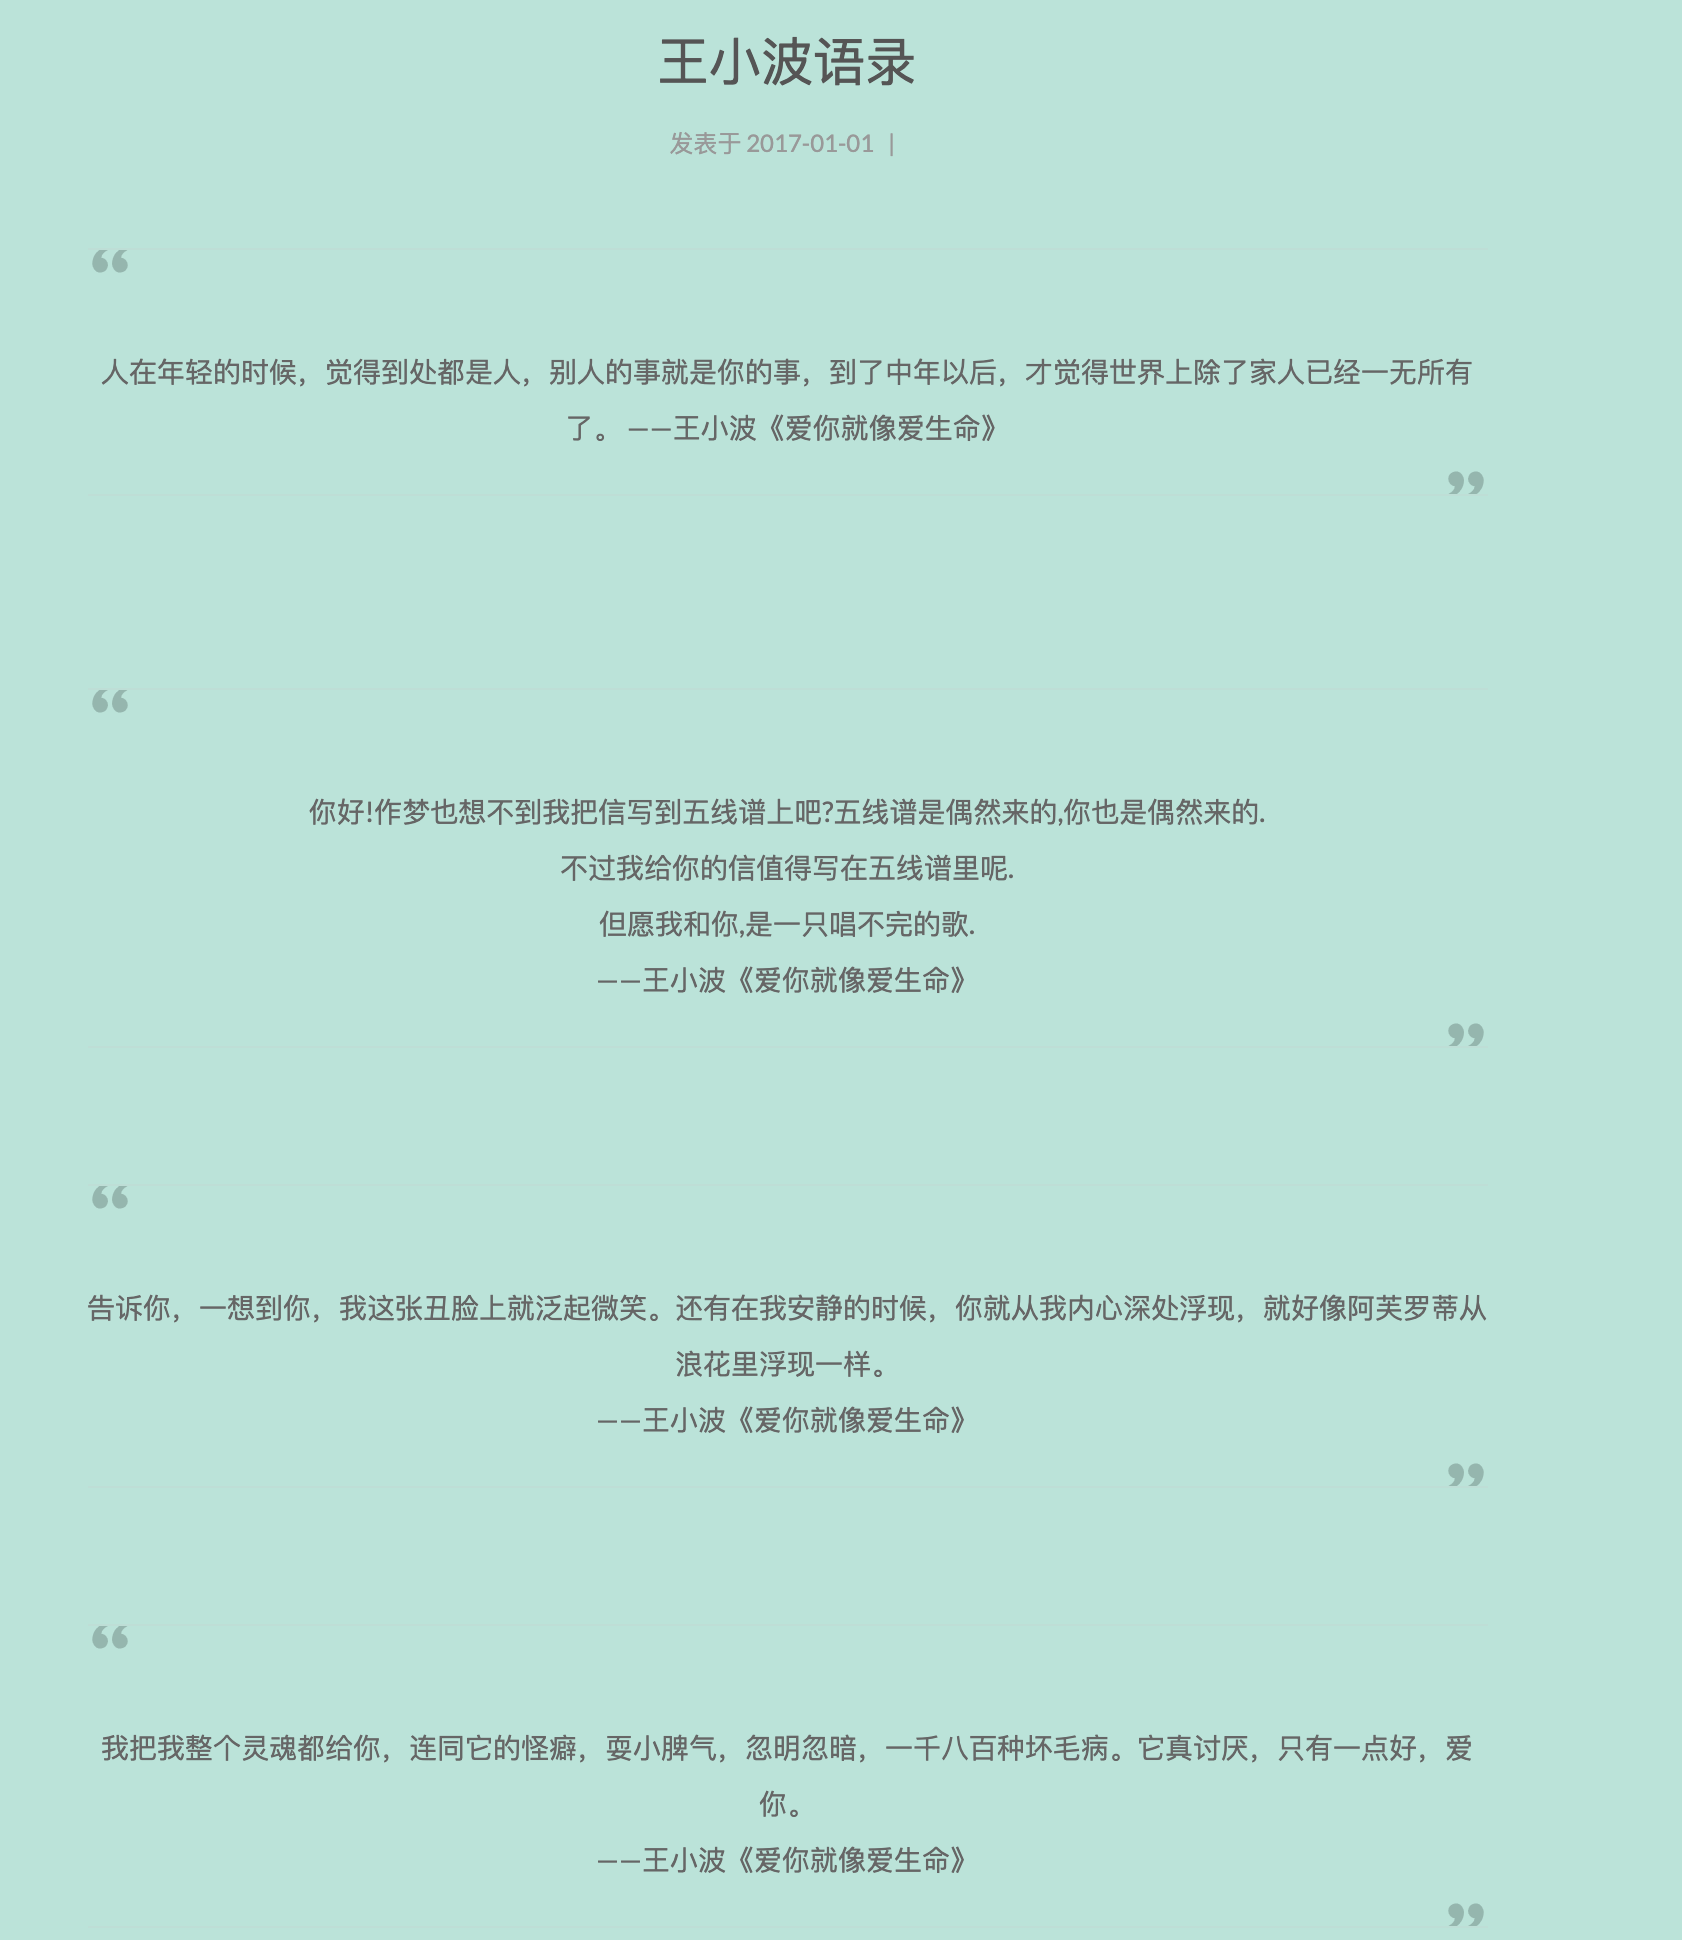 王小波语录
发表于 2017-01-01 |
“
人在年轻的时候，觉得到处都是人，别人的事就是你的事，到了中年以后，才觉得世界上除了家人已经一无所有
了。 ——王小波《爱你就像爱生命》
”
“
你好!作梦也想不到我把信写到五线谱上吧?五线谱是偶然来的,你也是偶然来的.
不过我给你的信值得写在五线谱里呢.
但愿我和你,是一只唱不完的歌.
——王小波《爱你就像爱生命》
”
“
告诉你，一想到你，我这张丑脸上就泛起微笑。还有在我安静的时候，你就从我内心深处浮现，就好像阿芙罗蒂从
浪花里浮现一样。
——王小波《爱你就像爱生命》
”
“
我把我整个灵魂都给你，连同它的怪癖，耍小脾气，忽明忽暗，一千八百种坏毛病。它真讨厌，只有一点好，爱
你。
——王小波《爱你就像爱生命》
”